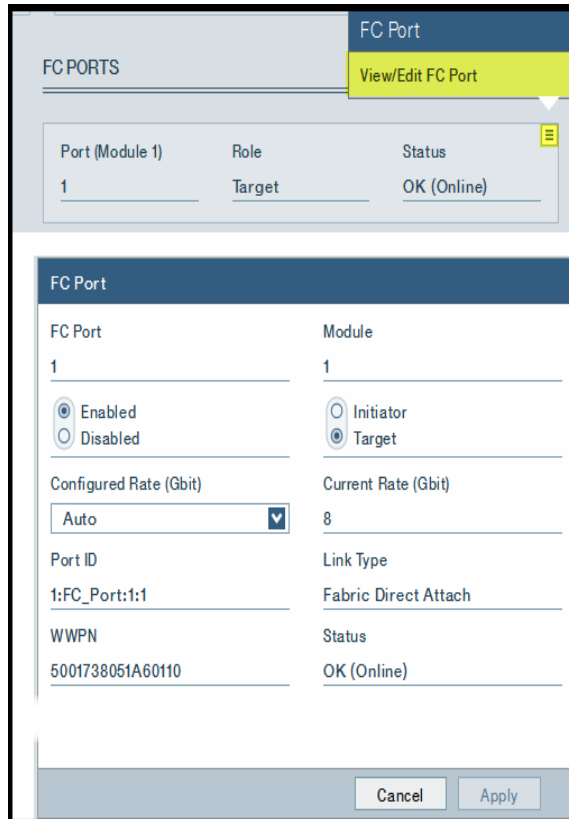 FC Port
View/Edit FC Port
FC PORTS
Port (Module 1) Role Status
1 Target OK (Online)
FC Port
FC Port Module
1 1
Enabled Initiator
Disabled Target
Configured Rate (Gbit) Current Rate (Gbit)
Auto 8
Port ID Link Type
1:FC_Port:1:1 Fabric Direct Attach
WWPN Status
5001738051A60110 OK (Online)
Cancel Apply